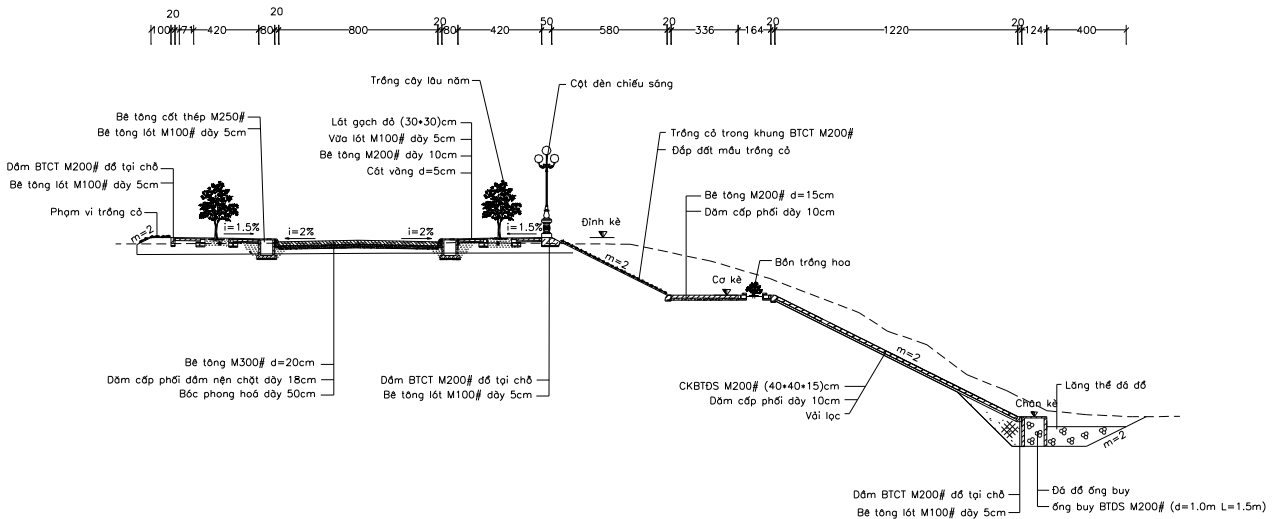 20 20 20 50 20 20 20
100 71 420 80 800 80 420 580 336 164 1220 124 400
Trồng cây lâu năm
Cột đèn chiếu sáng
Bê tông cốt thép M250#
Bê tông lót M100# dày 5cm
Lát gạch đỏ (30*30)cm
Vữa lót M100# dày 5cm
Bê tông M200# dày 10cm
Cát vàng d=5cm
Trồng cỏ trong khung BTCT M200#
Đắp đất mầu trồng cỏ
Dầm BTCT M200# đổ tại chỗ
Bê tông lót M100# dày 5cm
Phạm vi trồng cỏ
Bê tông M200# d=15cm
Dăm cấp phối dày 10cm
m=2
i=1.5%
i=2%
i=2%
i=1.5%
Đỉnh kè
m=2
Cơ kè
Bồn trồng hoa
m=2
Bê tông M300# d=20cm
Dăm cấp phối đầm nện chặt dày 18cm
Bóc phong hoá dày 50cm
Dầm BTCT M200# đổ tại chỗ
Bê tông lót M100# dày 5cm
CKBTĐS M200# (40*40*15)cm
Dăm cấp phối dày 10cm
Vải lọc
Lăng thể đá đổ
Chân kè
m=2
Dầm BTCT M200# đổ tại chỗ
Bê tông lót M100# dày 5cm
Đá đổ ống buy
ống buy BTDS M200# (d=1.0m L=1.5m)